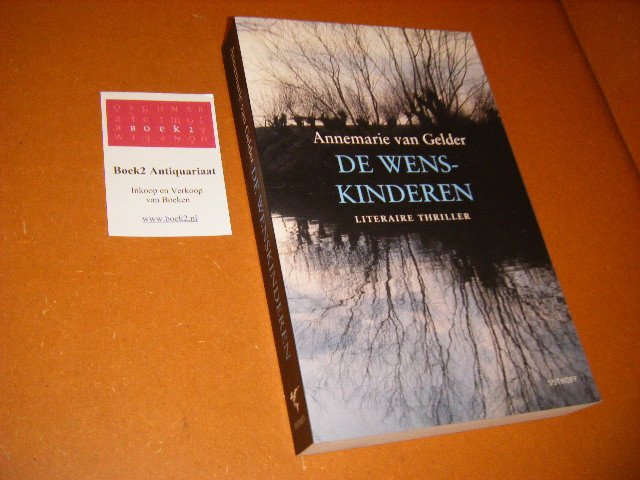 BOEK2
Boek2 Antiquariaat
Inkoop en Verkoop
van Boeken
www.boek2.nl
Annemarie van Gelder
DE WENS-
KINDEREN
LITERAIRE THRILLER
SIJTHOFF